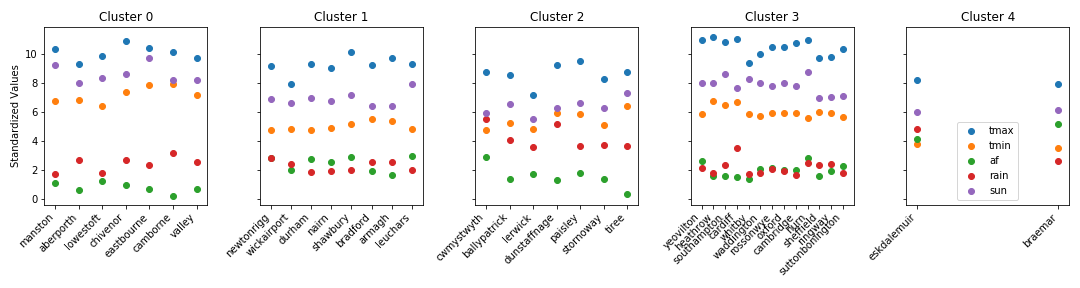 Cluster 0
Cluster 1
Cluster 2
Cluster 3
Cluster 4
Standardized Values
10
8
6
4
2
0
tmax
tmin
af
rain
sun
manston
aberporth
lowestoft
chivenor
eastbourne
camborne
valley
newtonrigg
wickairport
durham
nairn
shawbury
bradford
armagh
leuchars
cwmystwyth
ballypatrick
lerwick
dunstaffnage
paisley
stornoway
tiree
yeovilton
heathrow
southampton
cardiff
whitby
waddington
rossonwye
oxford
cambridge
hurn
sheffield
ringway
suttonbonington
eskdalemuir
braemar